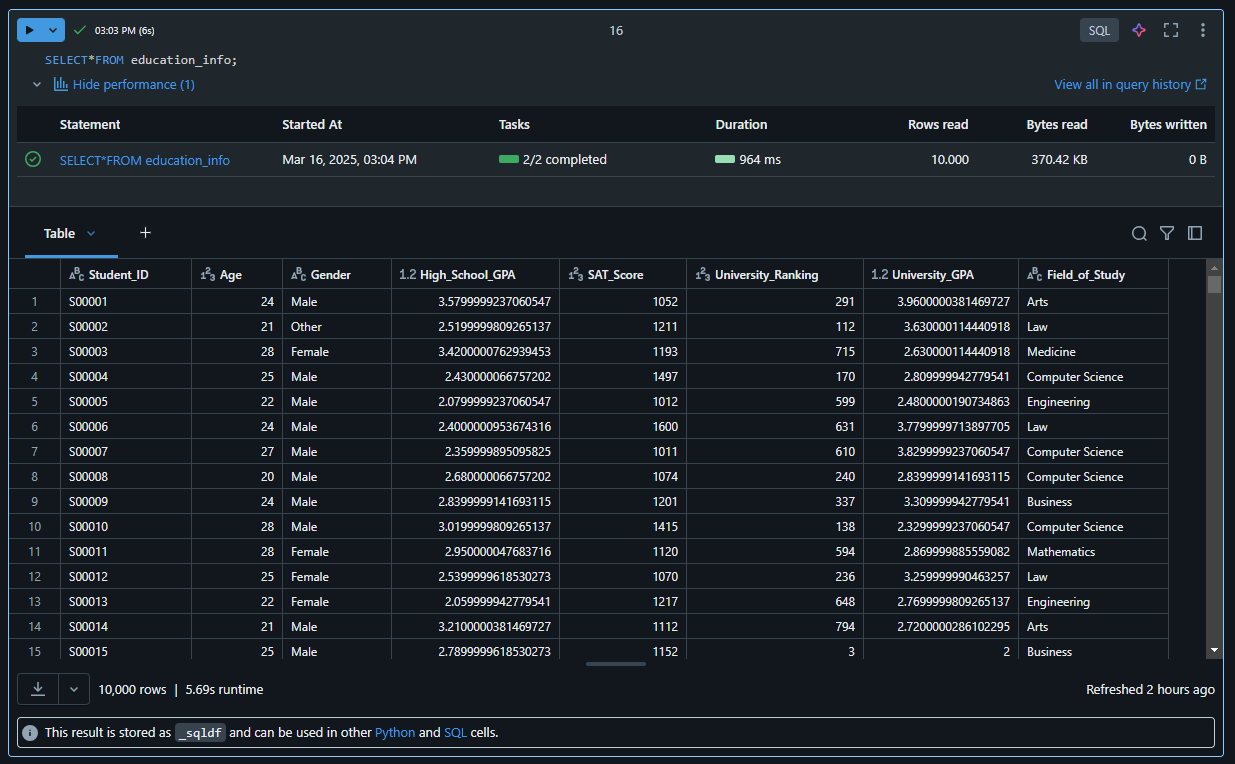 03:03 PM (6s) 16 SQL
SELECT*FROM education_info;
Hide performance (1) View all in query history
Statement Started At Tasks Duration Rows read Bytes read Bytes written
SELECT*FROM education_info Mar 16, 2025, 03:04 PM 2/2 completed 964 ms 10.000 370.42 KB 0 B
Table +
ABC Student_ID 123 Age ABC Gender 1.2 High_School_GPA 123 SAT_Score 123 University_Ranking 1.2 University_GPA ABC Field_of_Study
1 S00001 24 Male 3.5799999237060547 1052 291 3.9600000381469727 Arts
2 S00002 21 Other 2.5199999809265137 1211 112 3.630000114440918 Law
3 S00003 28 Female 3.4200000762939453 1193 715 2.630000114440918 Medicine
4 S00004 25 Male 2.430000066757202 1497 170 2.809999942779541 Computer Science
5 S00005 22 Male 2.0799999237060547 1012 599 2.4800000190734863 Engineering
6 S00006 24 Male 2.4000000953674316 1600 631 3.7799999713897705 Law
7 S00007 27 Male 2.359999895095825 1011 610 3.8299999237060547 Computer Science
8 S00008 20 Male 2.680000066757202 1074 240 2.8399999141693115 Computer Science
9 S00009 24 Male 2.8399999141693115 1201 337 3.309999942779541 Business
10 S00010 28 Male 3.0199999809265137 1415 138 2.3299999237060547 Computer Science
11 S00011 28 Female 2.950000047683716 1120 594 2.869999885559082 Mathematics
12 S00012 25 Female 2.5399999618530273 1070 236 3.259999990463257 Law
13 S00013 22 Female 2.059999942779541 1217 648 2.7699999809265137 Engineering
14 S00014 21 Male 3.2100000381469727 1112 794 2.7200000286102295 Arts
15 S00015 25 Male 2.7899999618530273 1152 3 2 Business
10,000 rows | 5.69s runtime Refreshed 2 hours ago
This result is stored as _sqldf and can be used in other Python and SQL cells.